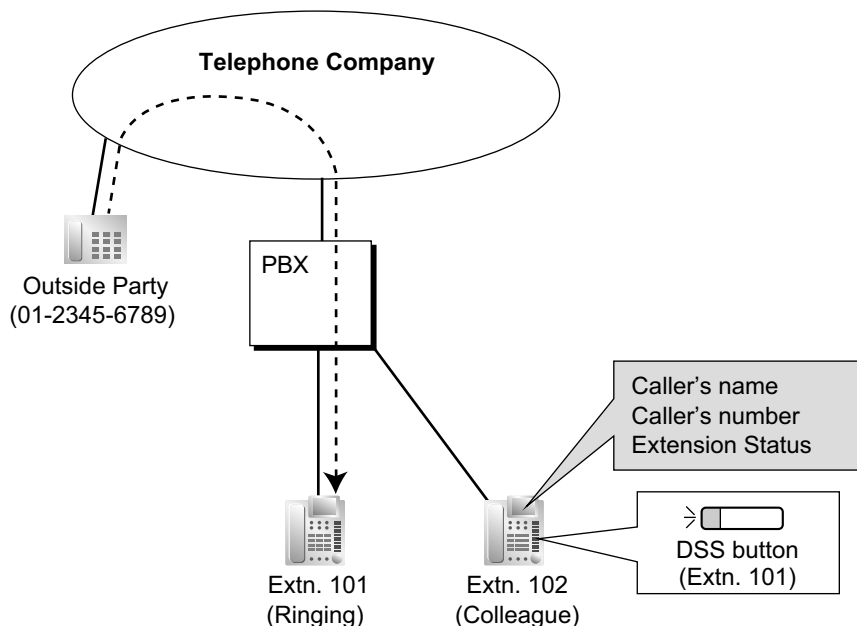 Telephone Company
PBX
Outside Party
(01-2345-6789)
Caller’s name
Caller’s number
Extension Status
DSS button
(Extn. 101)
Extn. 101
(Ringing)
Extn. 102
(Colleague)